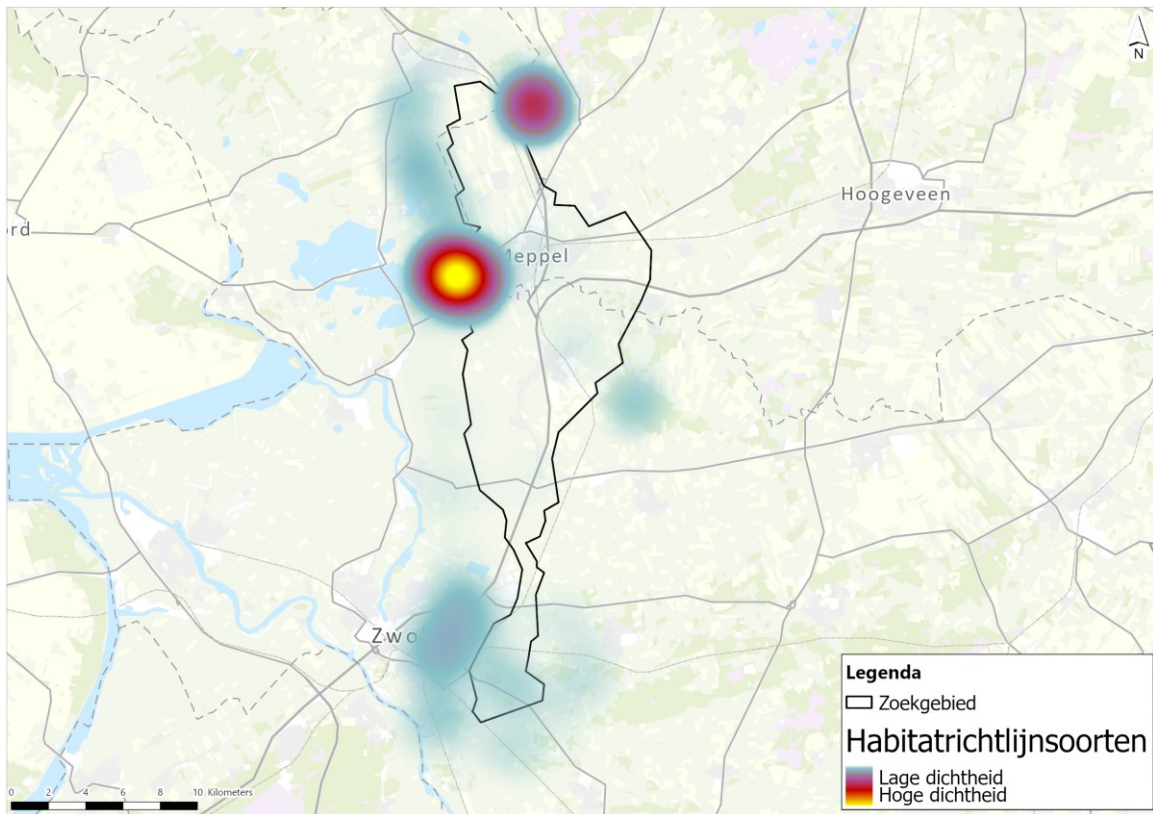 N
Hoogeveen
ord
Meppel
Zwo
Legenda
Zoekgebied
Habitatrichtlijnsoorten
Lage dichtheid
Hoge dichtheid
0 2 4 6 8 10 Kilometers